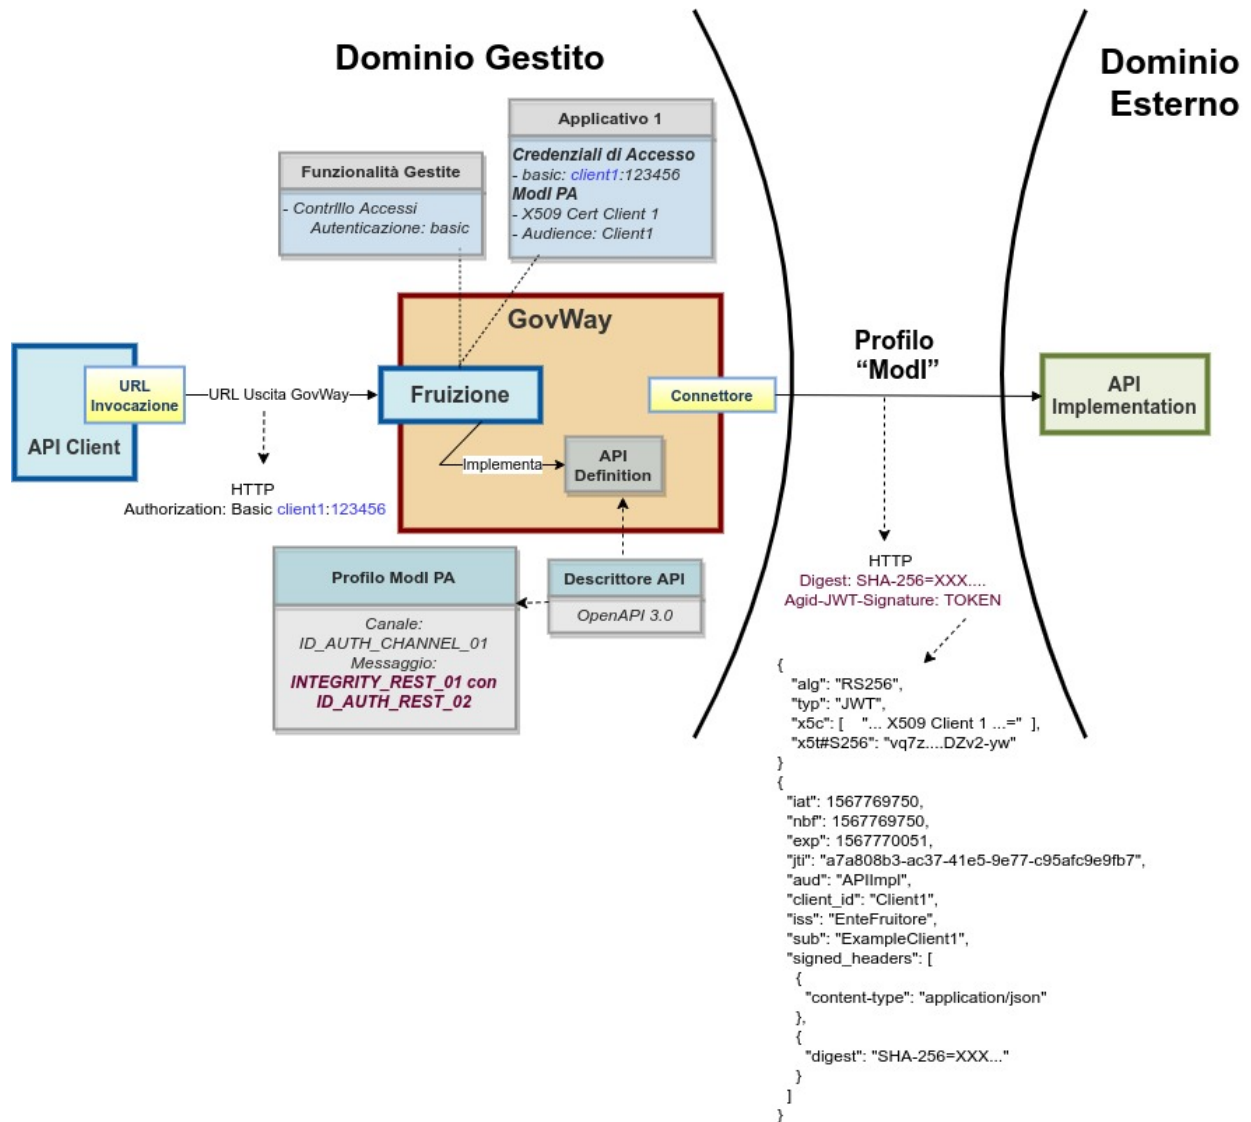 Dominio Gestito
Dominio
Esterno
Applicativo 1
Credenziali di Accesso
- basic: client1:123456
ModI PA
- X509 Cert Client 1
- Audience: Client1
Funzionalità Gestite
- Contrlllo Accessi
Autenticazione: basic
GovWay
Profilo
“ModI”
URL
Invocazione
API Client
URL Uscita GovWay
Fruizione
Connettore
API
Implementation
Implementa
API
Definition
HTTP
Authorization: Basic client1:123456
Profilo ModI PA
Canale:
ID_AUTH_CHANNEL_01
Messaggio:
INTEGRITY_REST_01 con
ID_AUTH_REST_02
Descrittore API
OpenAPI 3.0
HTTP
Digest: SHA-256=XXX....
Agid-JWT-Signature: TOKEN
{
"alg": "RS256",
"typ": "JWT",
"x5c": [ "... X509 Client 1 ...=" ],
"x5t#S256": "vq7z....DZv2-yw"
}
{
"iat": 1567769750,
"nbf": 1567769750,
"exp": 1567770051,
"jti": "a7a808b3-ac37-41e5-9e77-c95afc9e9fb7",
"aud": "APIImpl",
"client_id": "Client1",
"iss": "EnteFruitore",
"sub": "ExampleClient1",
"signed_headers": [
{
"content-type": "application/json"
},
{
"digest": "SHA-256=XXX..."
}
]
}